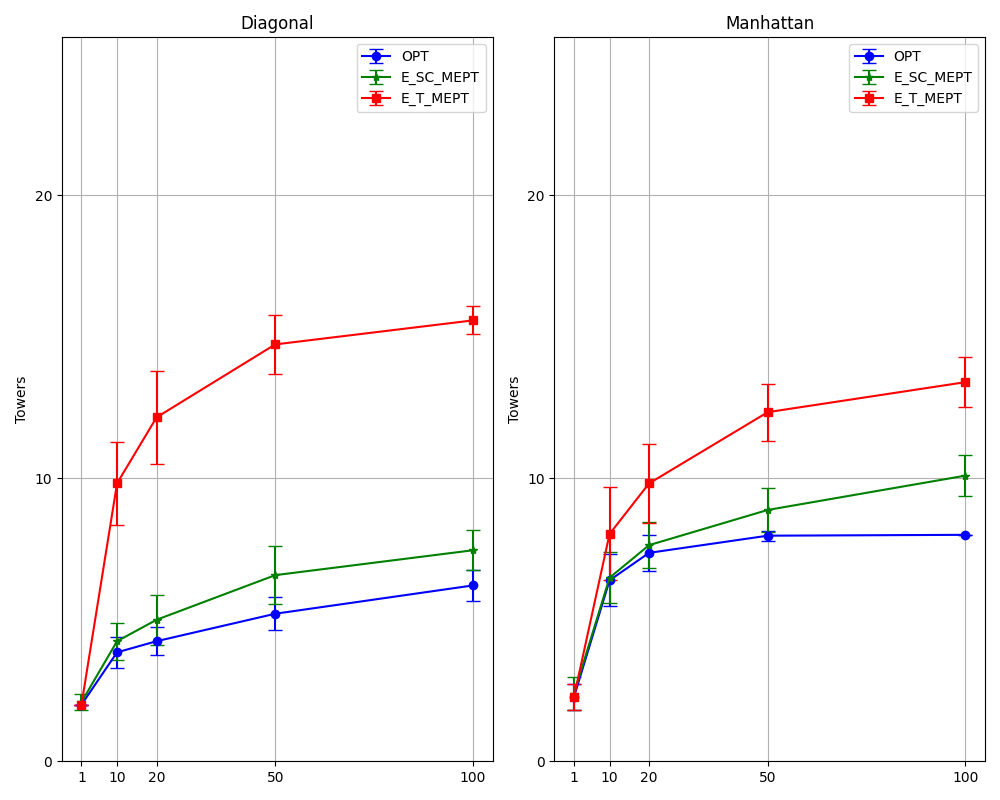 Diagonal
OPT
E_SC_MEPT
E_T_MEPT
Towers
20
10
0
1 10 20 50 100
Manhattan
OPT
E_SC_MEPT
E_T_MEPT
Towers
20
10
0
1 10 20 50 100